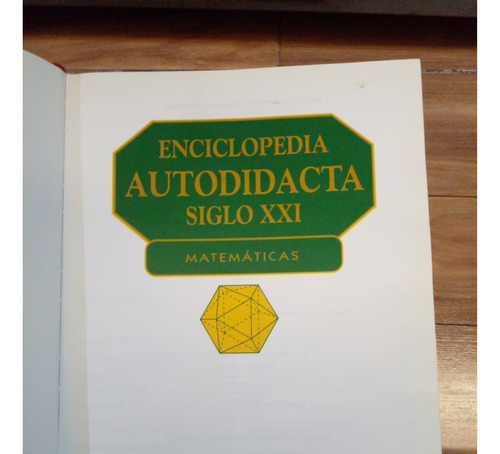 ENCICLOPEDIA
AUTODIDACTA
SIGLO XXI
MATEMÁTICAS